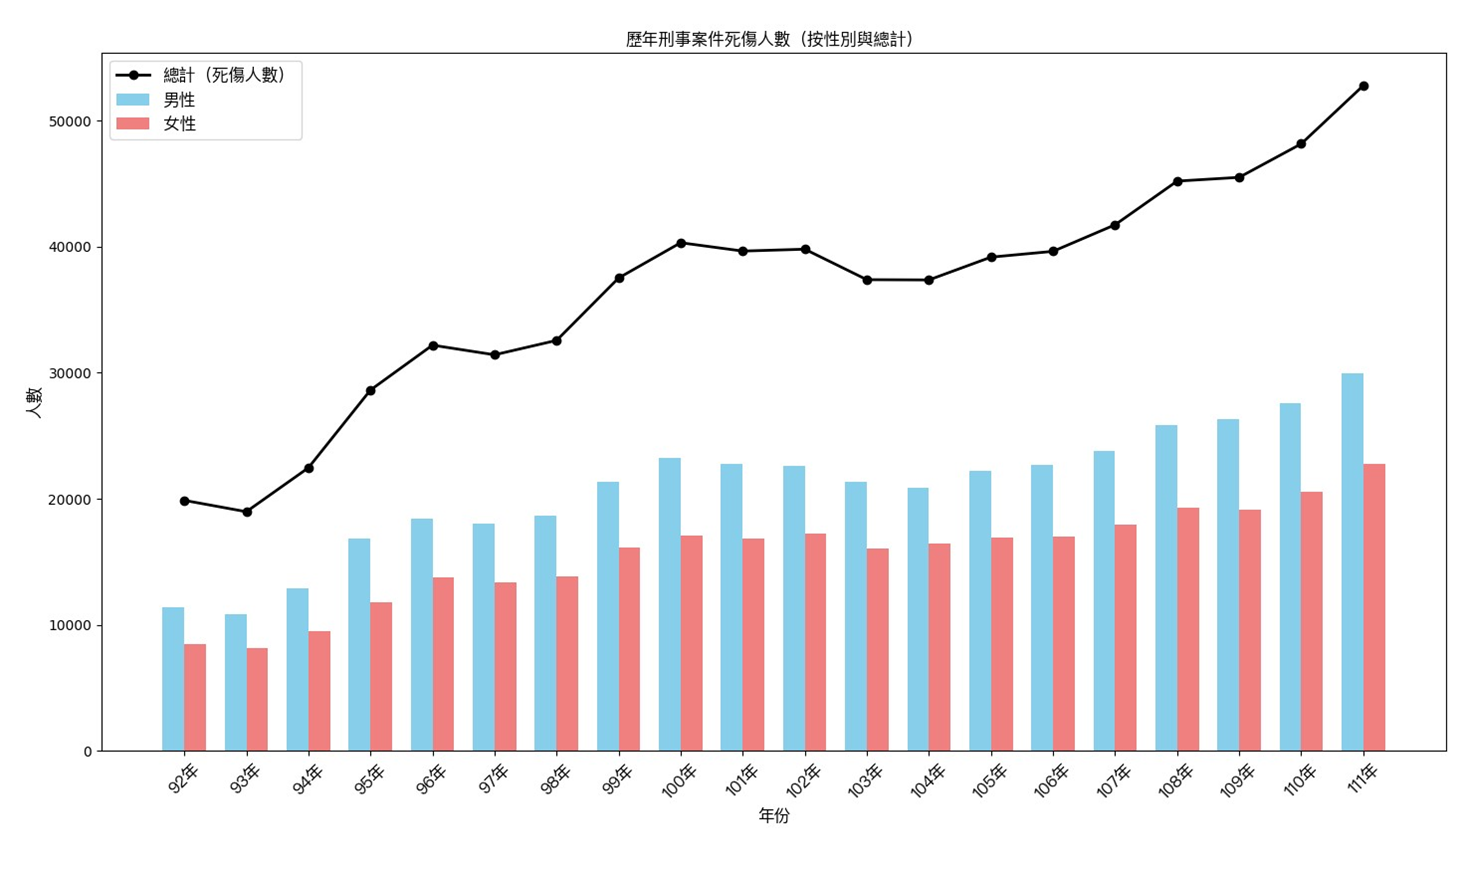 歷年刑事案件死傷人數（按性別與總計）
總計（死傷人數）
男性
女性
50000
40000
30000
20000
10000
0
人數
92年
93年
94年
95年
96年
97年
98年
99年
100年
101年
102年
103年
104年
105年
106年
107年
108年
109年
110年
111年
年份